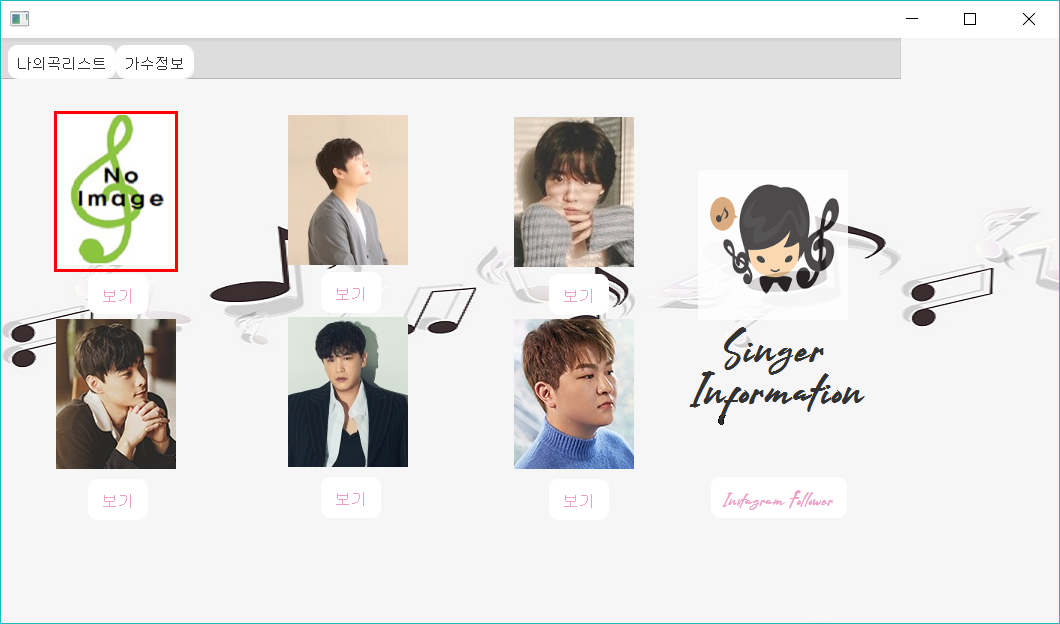 나의곡리스트 가수정보
No
Image
보기 보기 보기
Singer
Information
보기 보기 보기
Instagram Follower